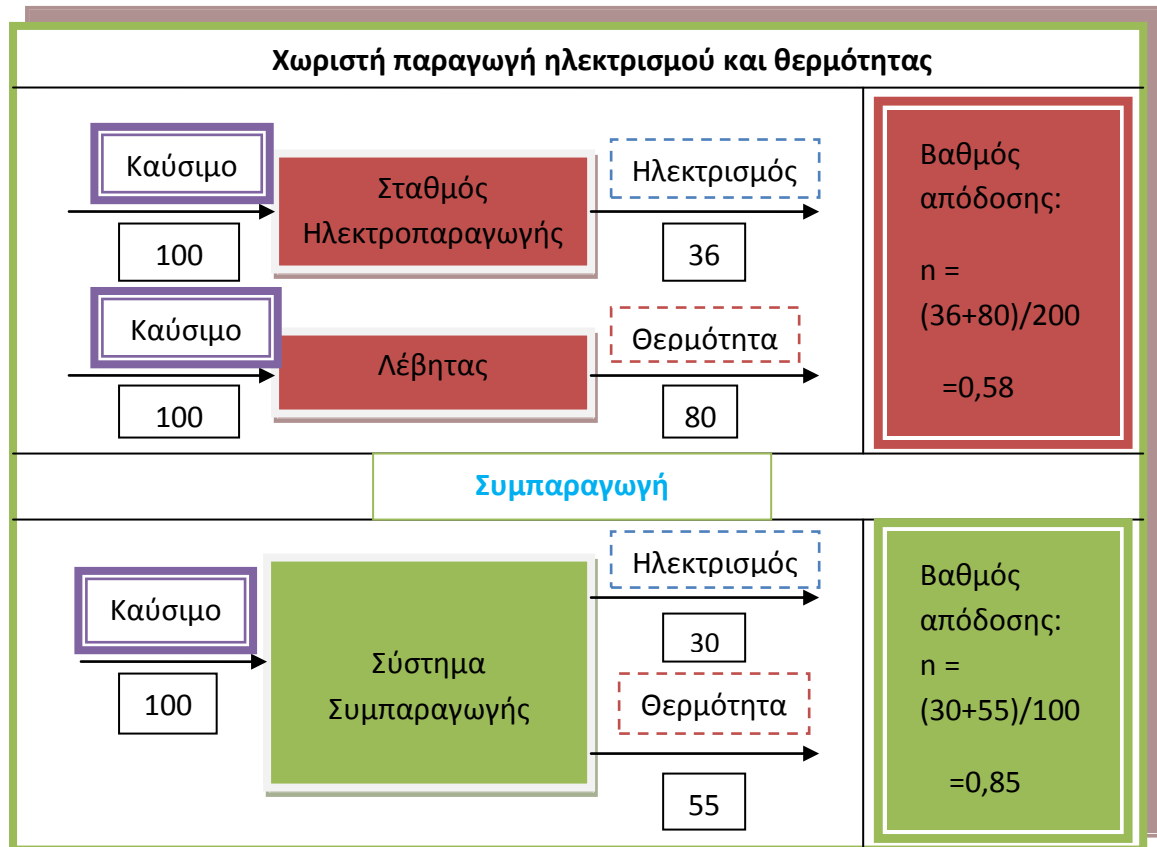 Χωριστή παραγωγή ηλεκτρισμού και θερμότητας
Καύσιμο
100
Σταθμός
Ηλεκτροπαραγωγής
Ηλεκτρισμός
36
Καύσιμο
100
Λέβητας
Θερμότητα
80
Βαθμός
απόδοσης:
n =
(36+80)/200
=0,58
Συμπαραγωγή
Καύσιμο
100
Σύστημα
Συμπαραγωγής
Ηλεκτρισμός
30
Θερμότητα
55
Βαθμός
απόδοσης:
n =
(30+55)/100
=0,85